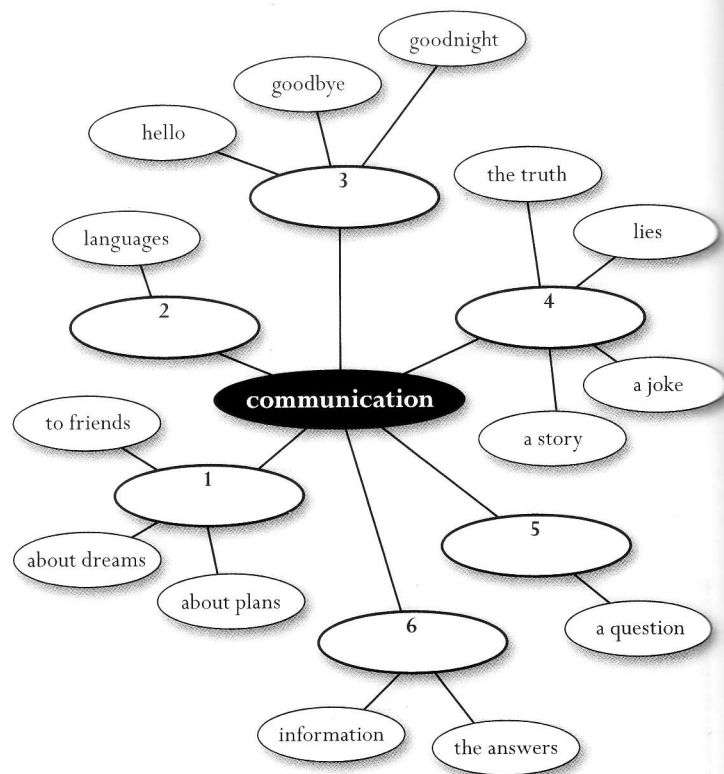 goodnight
goodbye
hello
3
the truth
languages
lies
2
4
communication
a joke
to friends
a story
1
5
about dreams
about plans
a question
6
information
the answers